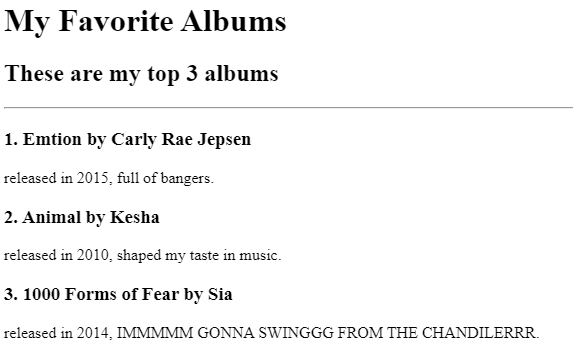 My Favorite Albums
These are my top 3 albums
1. Emtion by Carly Rae Jepsen
released in 2015, full of bangers.
2. Animal by Kesha
released in 2010, shaped my taste in music.
3. 1000 Forms of Fear by Sia
released in 2014, IMMMMM GONNA SWINGGG FROM THE CHANDILERRR.